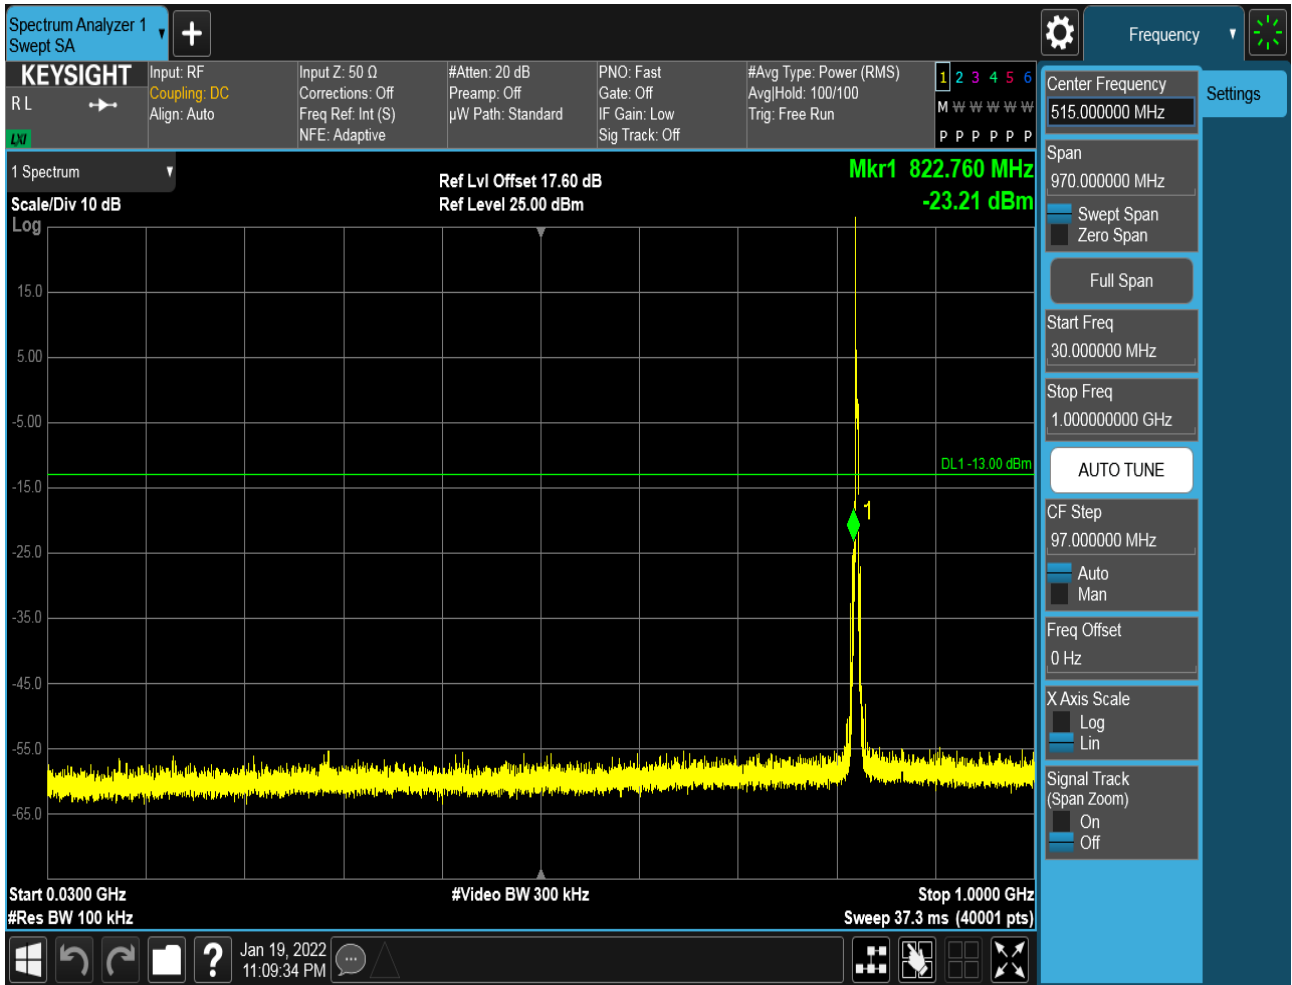 Spectrum Analyzer 1
Swept SA
Frequency
KEYSIGHT
R L
LXI
Input: RF
Coupling: DC
Align: Auto
Input Z: 50 Ω
Corrections: Off
Freq Ref: Int (S)
NFE: Adaptive
#Atten: 20 dB
Preamp: Off
µW Path: Standard
PNO: Fast
Gate: Off
IF Gain: Low
Sig Track: Off
#Avg Type: Power (RMS)
Avg|Hold: 100/100
Trig: Free Run
1 2 3 4 5 6
M W W W W W
P P P P P P
1 Spectrum
Scale/Div 10 dB
Log
Ref Lvl Offset 17.60 dB
Ref Level 25.00 dBm
Mkr1 822.760 MHz
-23.21 dBm
15.0
5.00
-5.00
-15.0
-25.0
-35.0
-45.0
-55.0
-65.0
DL1 -13.00 dBm
1
Start 0.0300 GHz
#Res BW 100 kHz
#Video BW 300 kHz
Stop 1.0000 GHz
Sweep 37.3 ms (40001 pts)
Jan 19, 2022
11:09:34 PM
Center Frequency
515.000000 MHz
Settings
Span
970.000000 MHz
Swept Span
Zero Span
Full Span
Start Freq
30.000000 MHz
Stop Freq
1.000000000 GHz
AUTO TUNE
CF Step
97.000000 MHz
Auto
Man
Freq Offset
0 Hz
X Axis Scale
Log
Lin
Signal Track
(Span Zoom)
On
Off